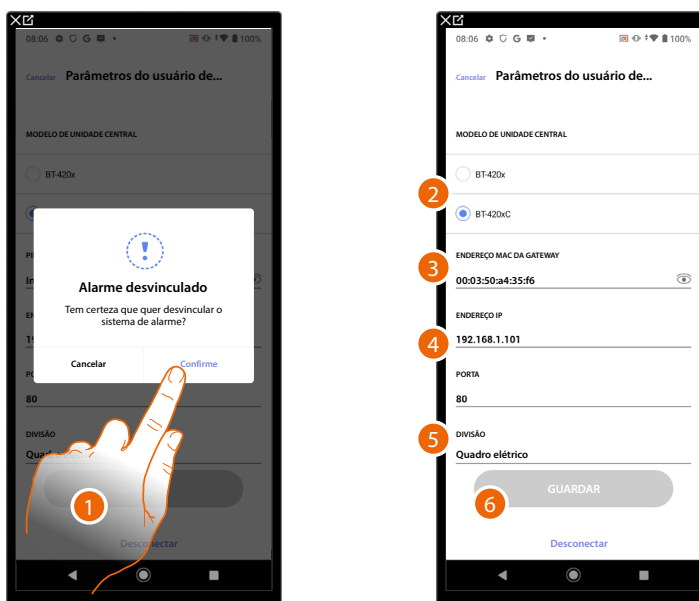 08:06
100%
Cancelar Parâmetros do usuário de...
MODELO DE UNIDADE CENTRAL
BT-420x
Alarme desvinculado
Tem certeza que quer desvincular o
sistema de alarme?
Cancelar
Confirme
80
DIVISÃO
1
Desconectar
08:06
100%
Cancelar Parâmetros do usuário de...
MODELO DE UNIDADE CENTRAL
BT-420x
2
BT-420xC
ENDEREÇO MAC DA GATEWAY
3
00:03:50:a4:35:f6
ENDEREÇO IP
4
192.168.1.101
PORTA
80
5
DIVISÃO
Quadro elétrico
GUARDAR
6
Desconectar